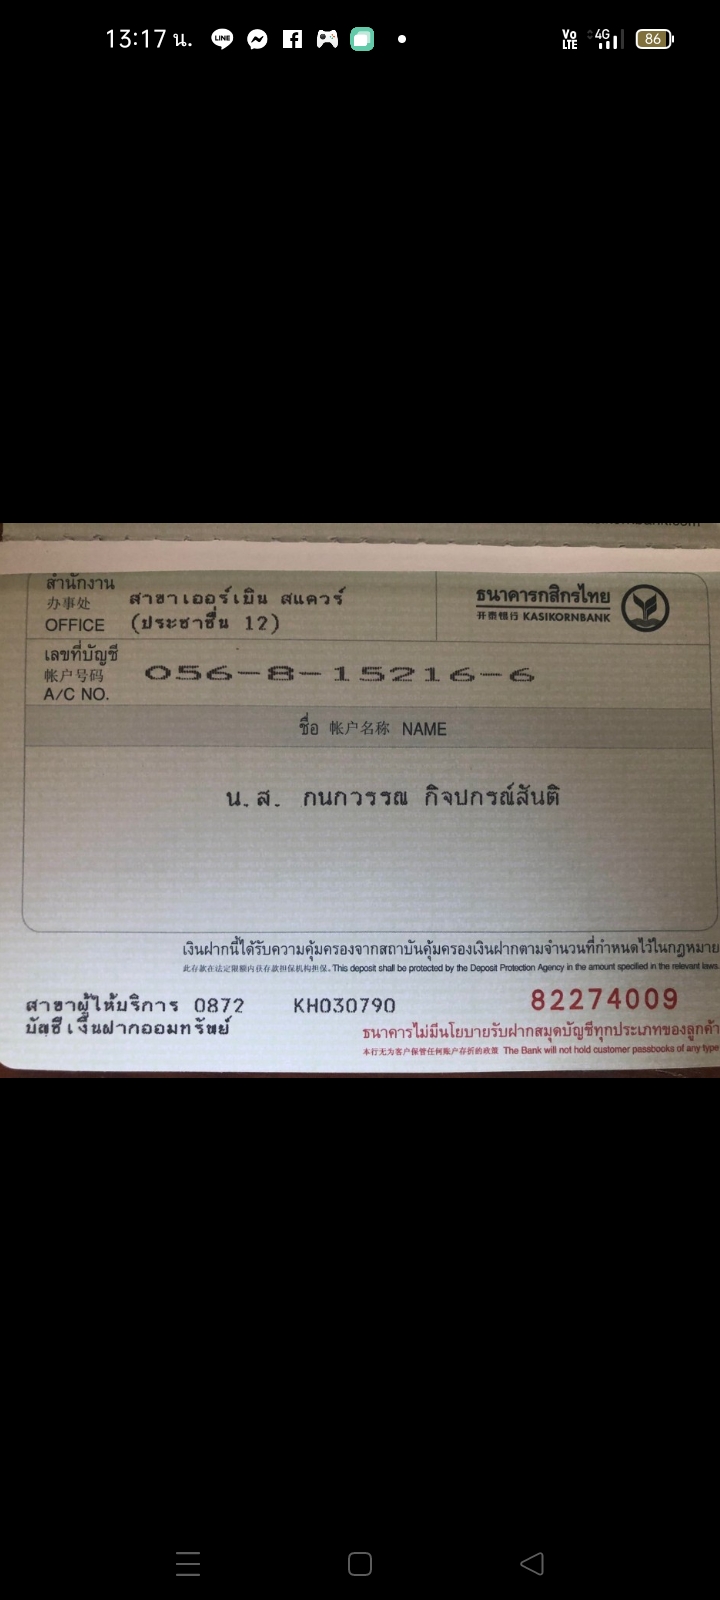 13:17 น. LINE Vo LTE 4G 86
สำนักงาน
办事处
OFFICE
สาขาเออร์เบิน สแควร์
(ประชาชื่น 12)
ธนาคารกสิกรไทย
开泰银行 KASIKORNBANK
เลขที่บัญชี
帐户号码
A/C NO.
056-8-15216-6
ชื่อ 帐户名称 NAME
น.ส. กนกวรรณ กิจปกรณ์สันติ
เงินฝากนี้ได้รับความคุ้มครองจากสถาบันคุ้มครองเงินฝากตามจำนวนที่กำหนดไว้ในกฎหมาย
此存款在法定限额内获存款担保机构担保. This deposit shall be protected by the Deposit Protection Agency in the amount specified in the relevant laws.
สาขาผู้ให้บริการ 0872 KH030790 82274009
บัญชีเงินฝากออมทรัพย์
ธนาคารไม่มีนโยบายรับฝากสมุดบัญชีทุกประเภทของลูกค้า
本行无为客户保管任何账户存折的政策 The Bank will not hold customer passbooks of any type